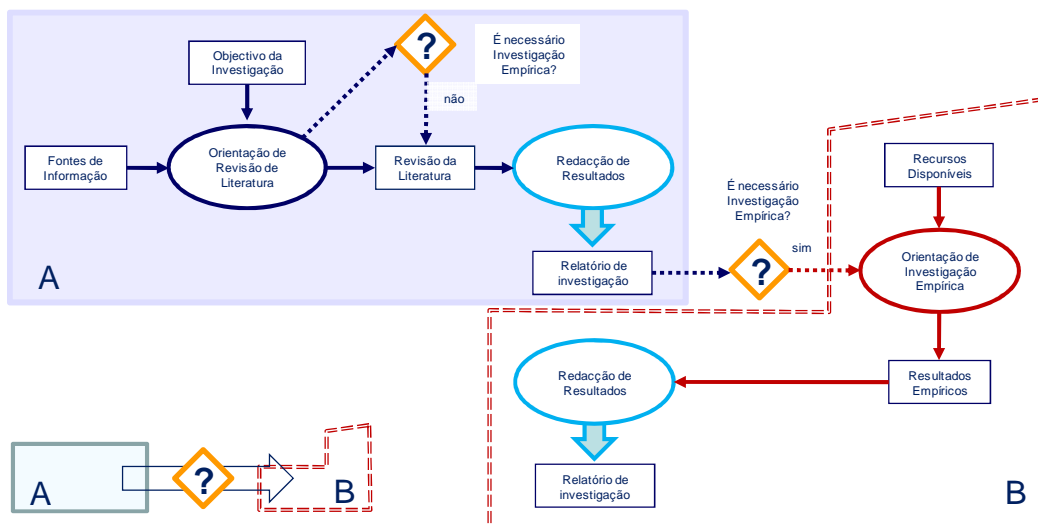 ?
É necessário
Investigação
Empírica?
Objectivo da
Investigação
não
Fontes de
Informação
Orientação de
Revisão de
Literatura
Revisão da
Literatura
Redacção de
Resultados
Relatório de
investigação
A
É necessário
Investigação
Empírica?
?
sim
Recursos
Disponíveis
Orientação de
Investigação
Empírica
Resultados
Empíricos
Redacção de
Resultados
Relatório de
investigação
B
A
?
B